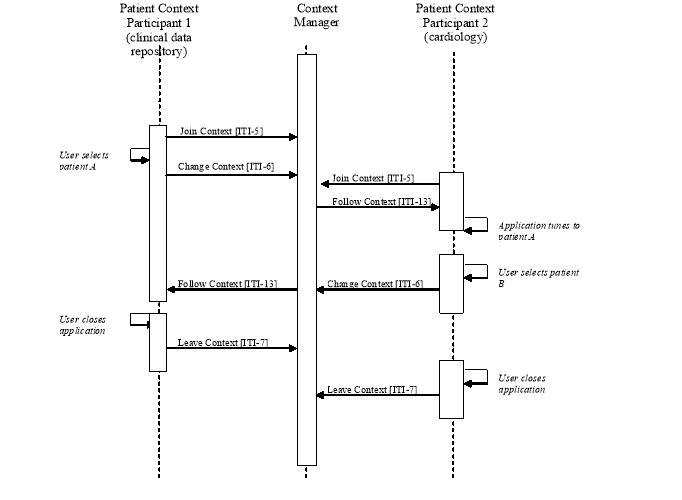 Patient Context
Participant 1
(clinical data
repository)
Context
Manager
Patient Context
Participant 2
(cardiology)
Join Context [ITI-5]
User selects
patient A
Change Context [ITI-6]
Join Context [ITI-5]
Follow Context [ITI-13]
Application tunes to
patient A
User selects patient
B
Follow Context [ITI-13]
Change Context [ITI-6]
User closes
application
Leave Context [ITI-7]
User closes
application
Leave Context [ITI-7]